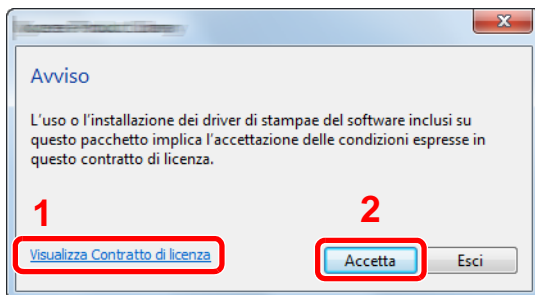 Avviso
L'uso o l'installazione dei driver di stampae del software inclusi su
questo pacchetto implica l'accettazione delle condizioni espresse in
questo contratto di licenza.
1
2
Visualizza Contratto di licenza
Accetta
Esci